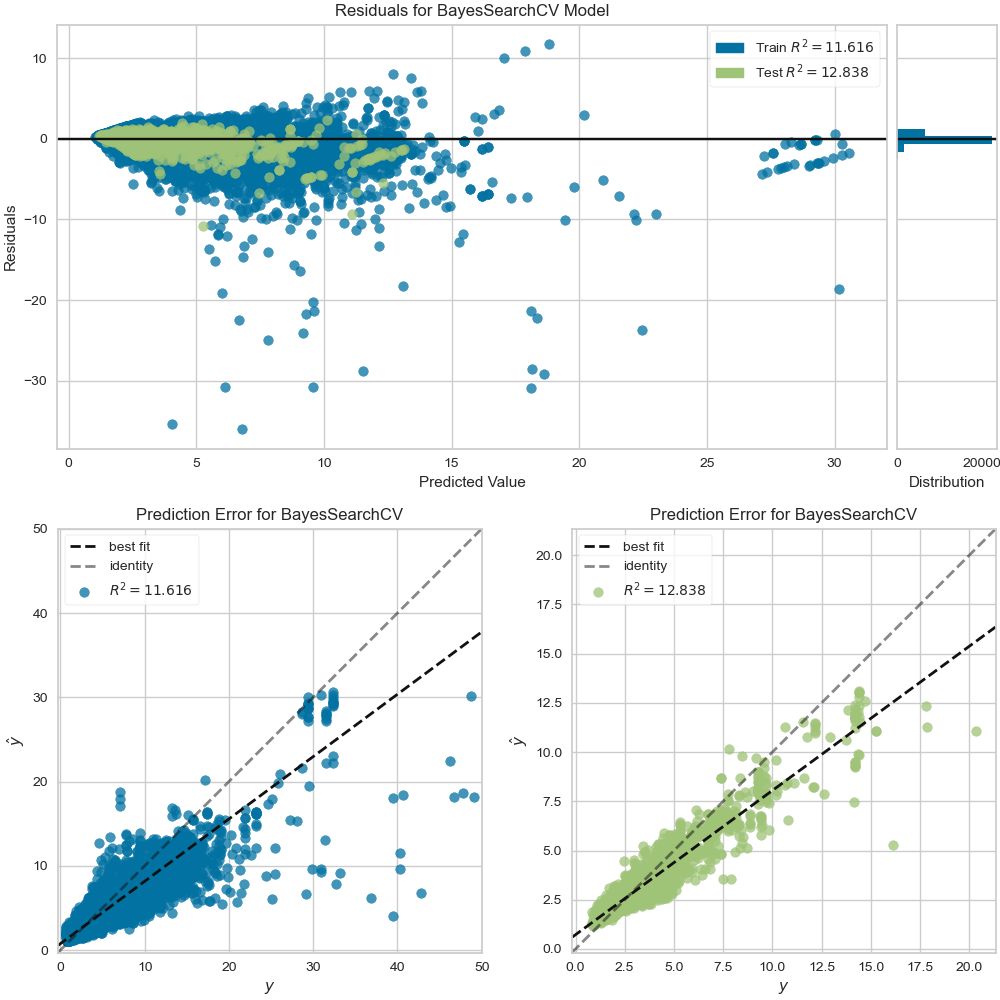 Residuals for BayesSearchCV Model
Train R² = 11.616
Test R² = 12.838
Residuals
10
0
−10
−20
−30
0 5 10 15 20 25 30
Predicted Value
0 20000
Distribution
Prediction Error for BayesSearchCV
best fit
identity
R² = 11.616
ŷ
50
40
30
20
10
0
0 10 20 30 40 50
y
Prediction Error for BayesSearchCV
best fit
identity
R² = 12.838
ŷ
20.0
17.5
15.0
12.5
10.0
7.5
5.0
2.5
0.0
0.0 2.5 5.0 7.5 10.0 12.5 15.0 17.5 20.0
y